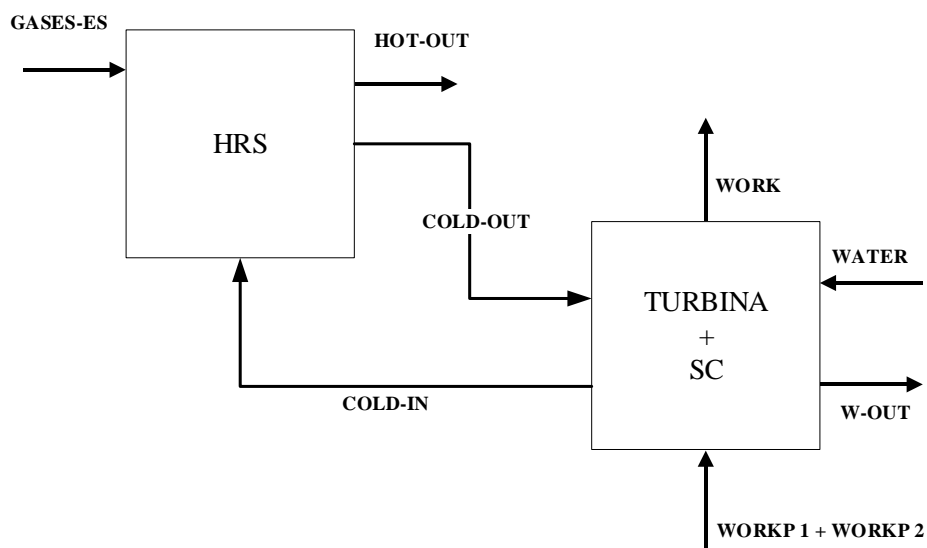 GASES-ES
HOT-OUT
HRS
WORK
COLD-OUT
WATER
TURBINA
+
SC
COLD-IN
W-OUT
WORKP 1 + WORKP 2